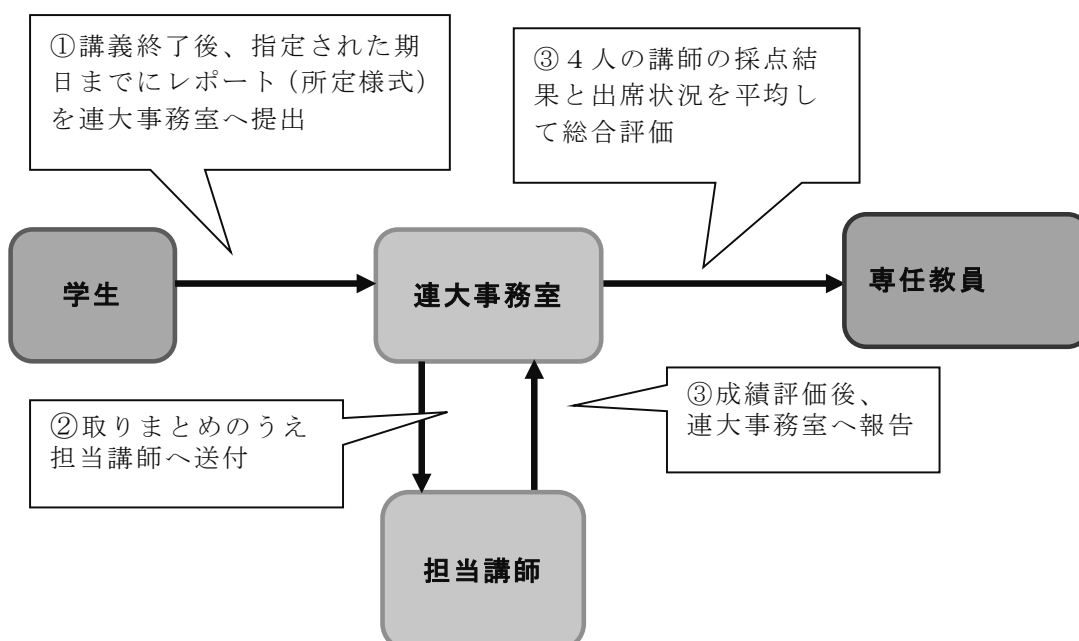 ①講義終了後、指定された期
日までにレポート（所定様式）
を連大事務室へ提出
③４人の講師の採点結
果と出席状況を平均し
て総合評価
学生
連大事務室
専任教員
②取りまとめのうえ
担当講師へ送付
③成績評価後、
連大事務室へ報告
担当講師